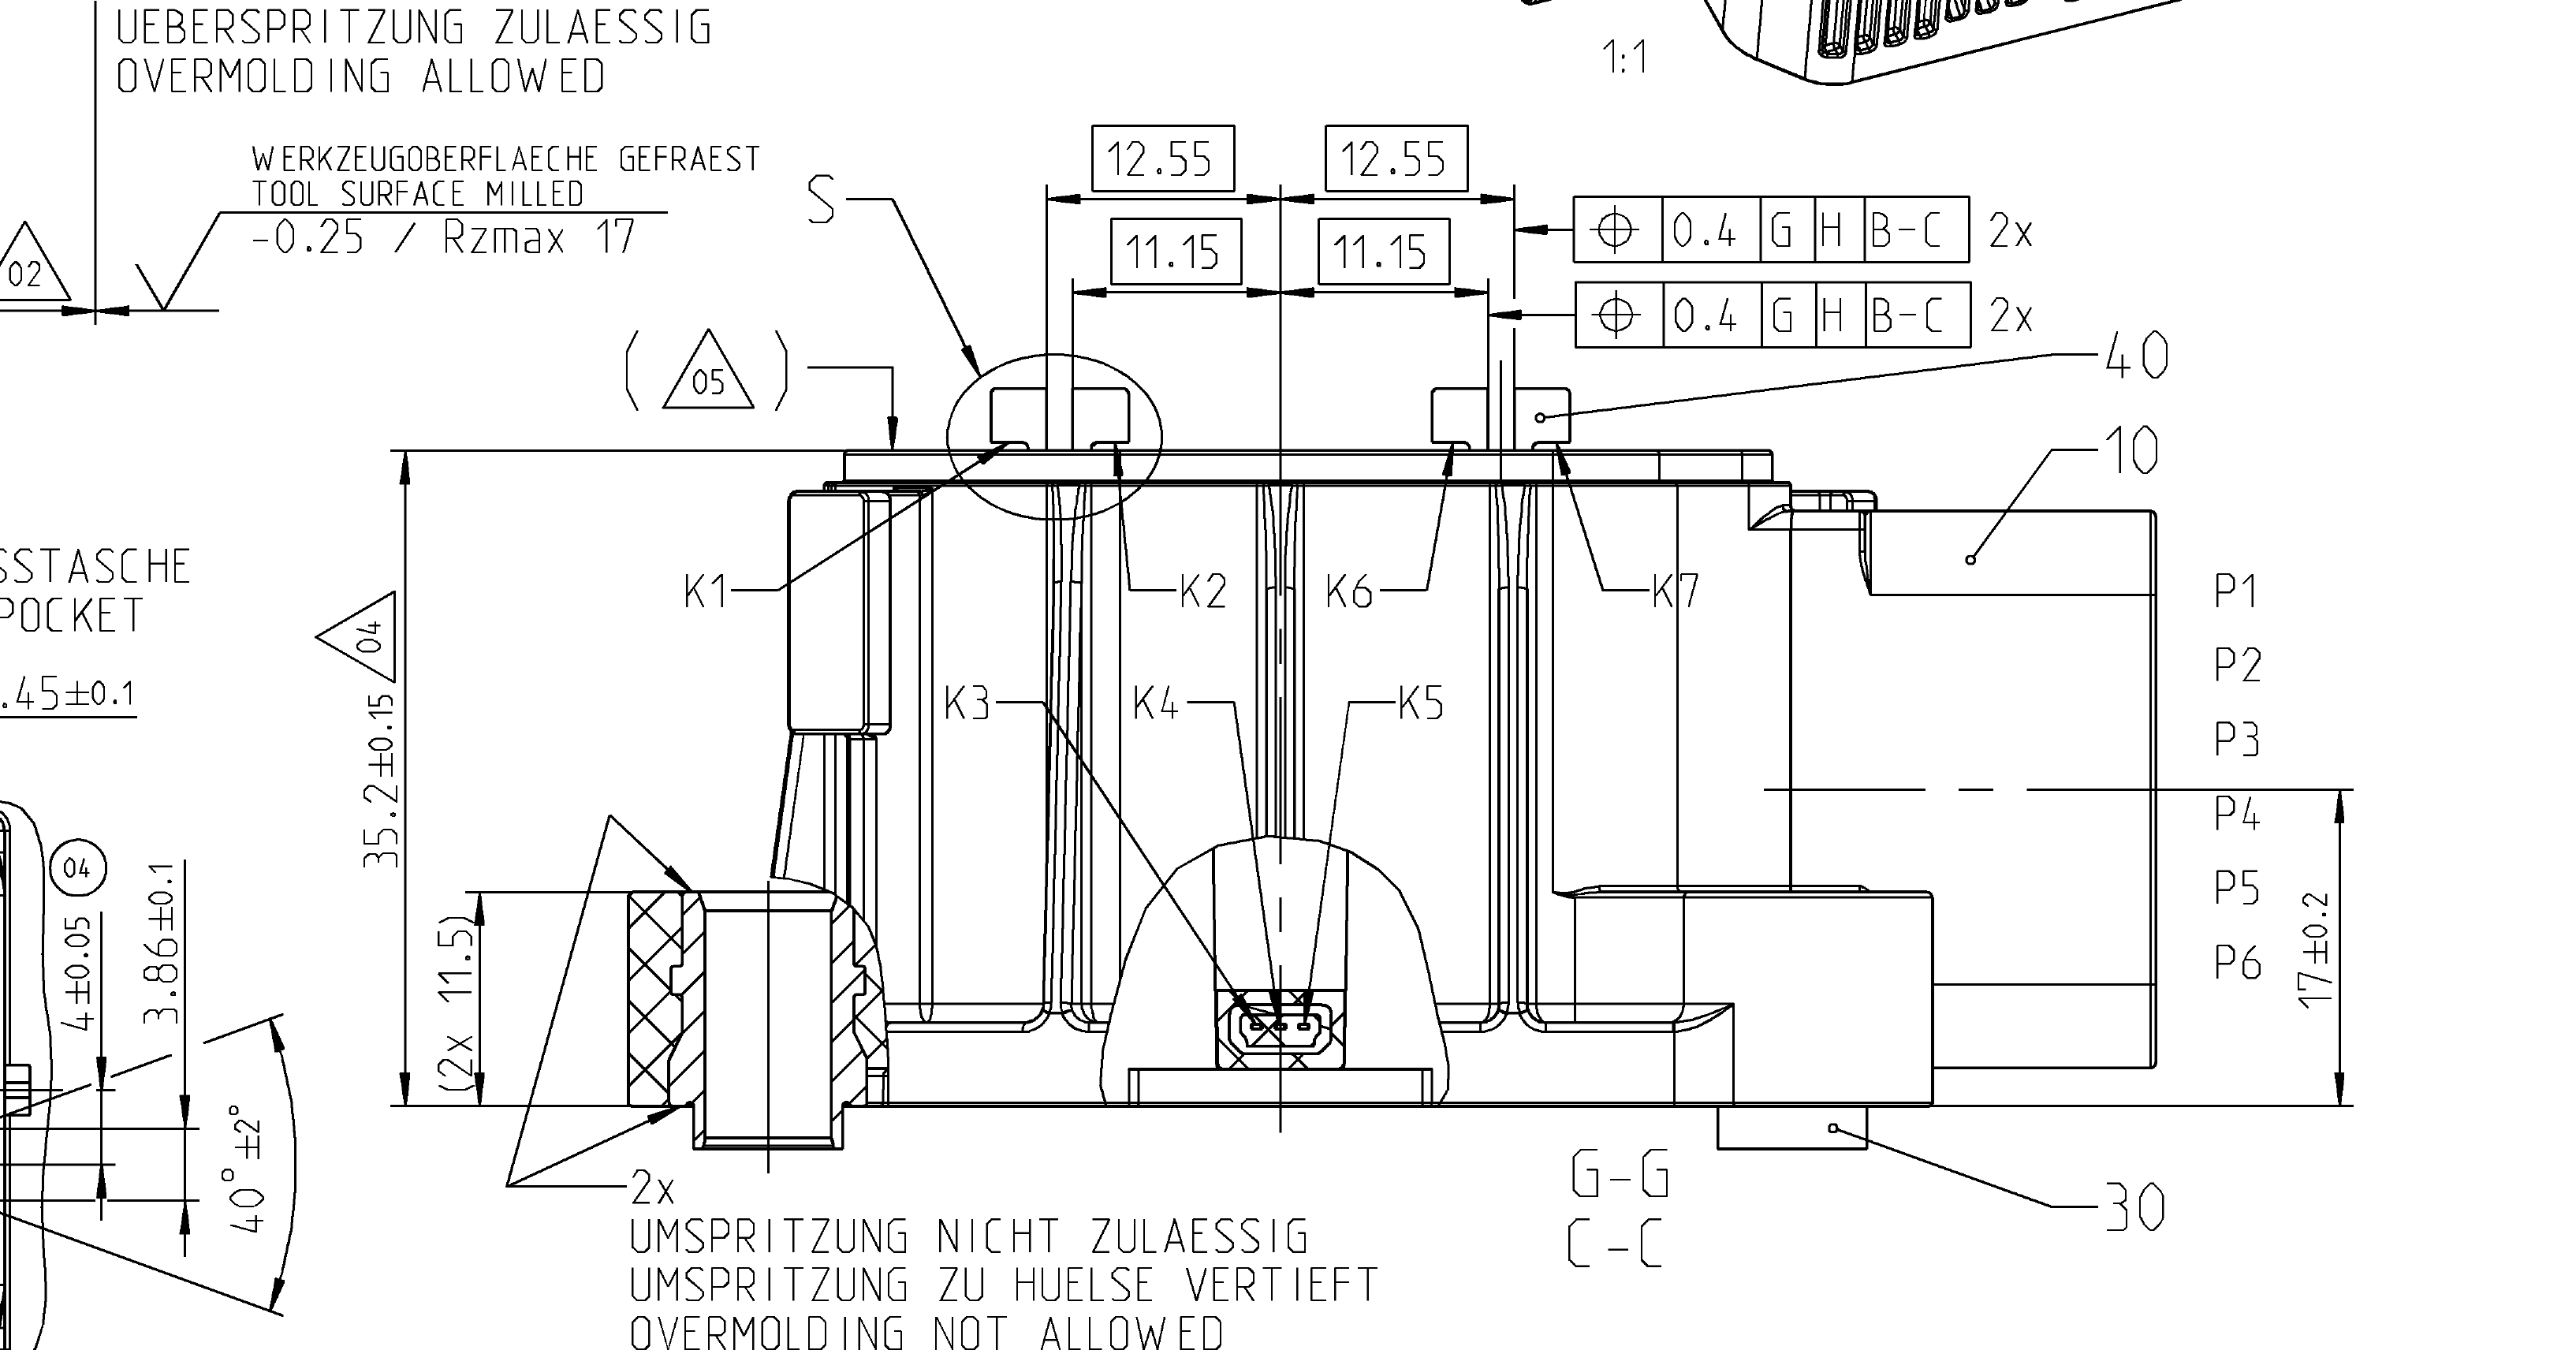 UEBERSPRITZUNG ZULAESSIG
OVERMOLDING ALLOWED
1:1
WERKZEUGOBERFLAECHE GEFRAEST
TOOL SURFACE MILLED
-0.25 / Rzmax 17
02
S
12.55
12.55
11.15
11.15
0.4 G H B-C 2x
0.4 G H B-C 2x
( 05 )
40
10
SSTASCHE
POCKET
.45±0.1
04
35.2±0.15
K1
K2
K6
K7
K3
K4
K5
P1
P2
P3
P4
P5
P6
17±0.2
04
4±0.05
3.86±0.1
40°±2°
(2x 11.5)
30
G-G
C-C
2x
UMSPRITZUNG NICHT ZULAESSIG
UMSPRITZUNG ZU HUELSE VERTIEFT
OVERMOLDING NOT ALLOWED